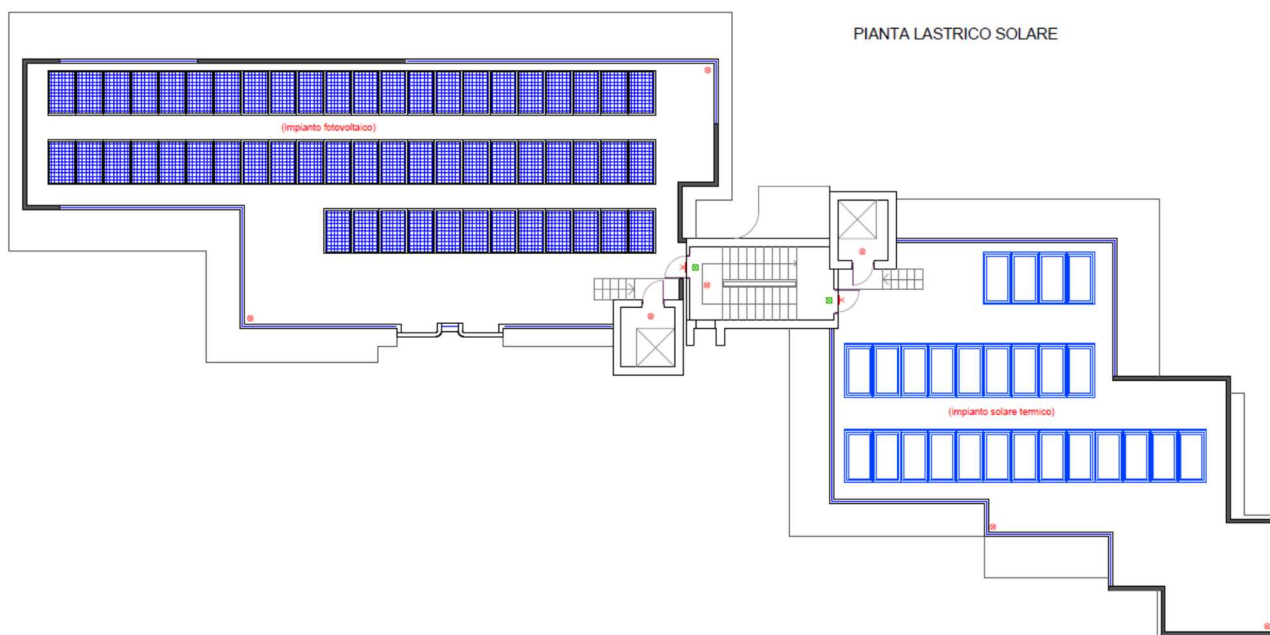 PIANTA LASTRICO SOLARE
(impianto fotovoltaico)
(impianto solare termico)